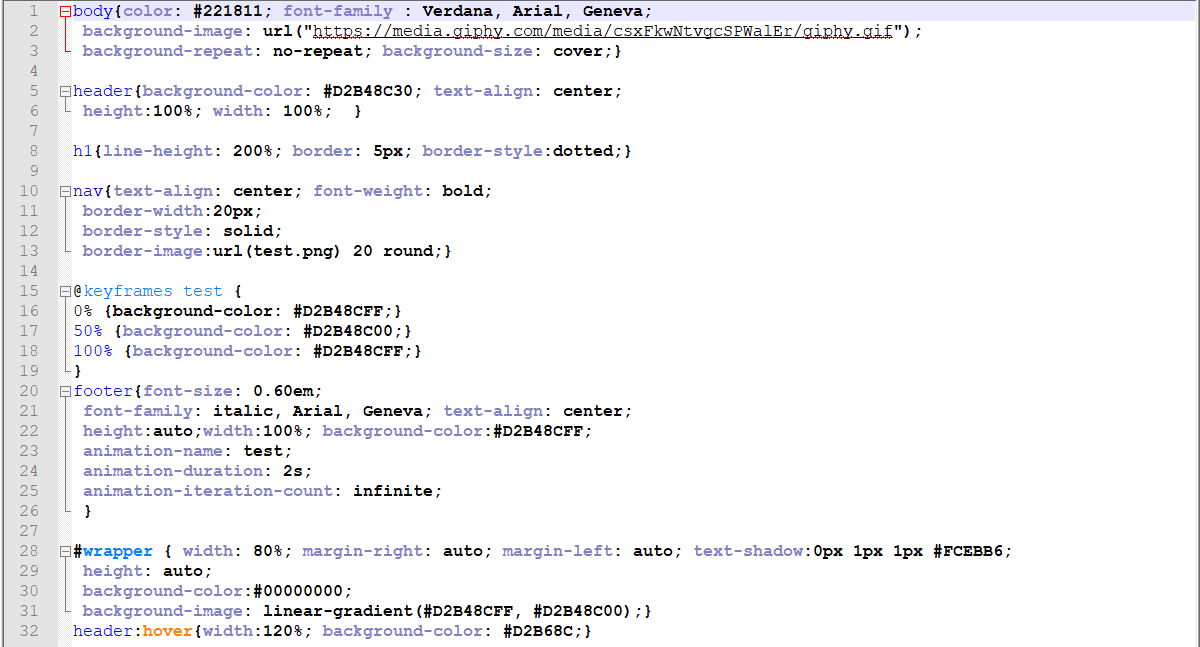 1 body{color: #221811; font-family : Verdana, Arial, Geneva;
2 background-image: url("https://media.giphy.com/media/csxFkwNtvgcSPWalEr/giphy.gif");
3 background-repeat: no-repeat; background-size: cover;}
4
5 header{background-color: #D2B48C30; text-align: center;
6 height:100%; width: 100%;  }
7
8 h1{line-height: 200%; border: 5px; border-style:dotted;}
9
10 nav{text-align: center; font-weight: bold;
11 border-width:20px;
12 border-style: solid;
13 border-image:url(test.png) 20 round;}
14
15 @keyframes test {
16 0% {background-color: #D2B48CFF;}
17 50% {background-color: #D2B48C00;}
18 100% {background-color: #D2B48CFF;}
19 }
20 footer{font-size: 0.60em;
21 font-family: italic, Arial, Geneva; text-align: center;
22 height:auto;width:100%; background-color:#D2B48CFF;
23 animation-name: test;
24 animation-duration: 2s;
25 animation-iteration-count: infinite;
26 }
27
28 #wrapper { width: 80%; margin-right: auto; margin-left: auto; text-shadow:0px 1px 1px #FCEBB6;
29 height: auto;
30 background-color:#00000000;
31 background-image: linear-gradient(#D2B48CFF, #D2B48C00);}
32 header:hover{width:120%; background-color: #D2B68C;}